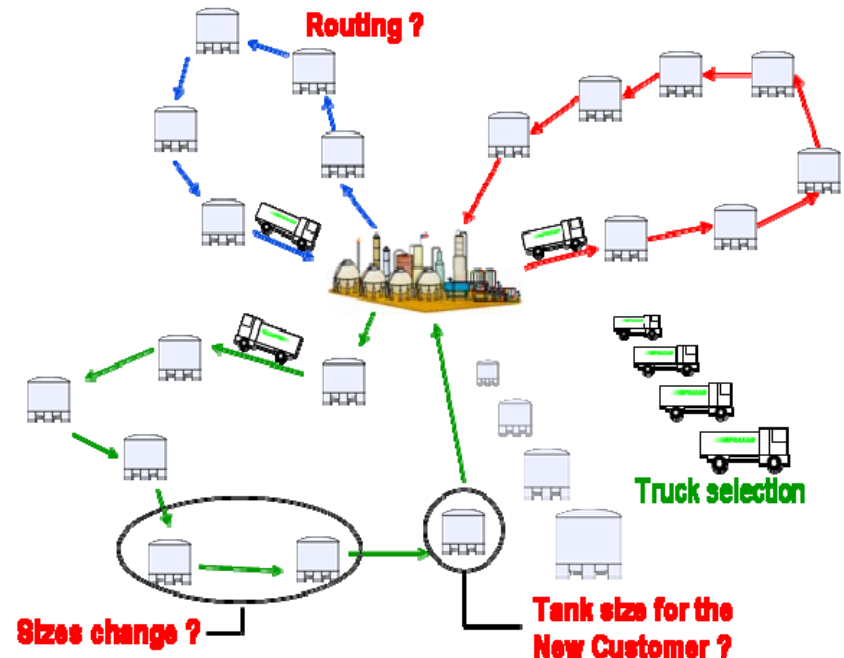 Routing ?
Truck selection
Sizes change ?
Tank size for the
New Customer ?